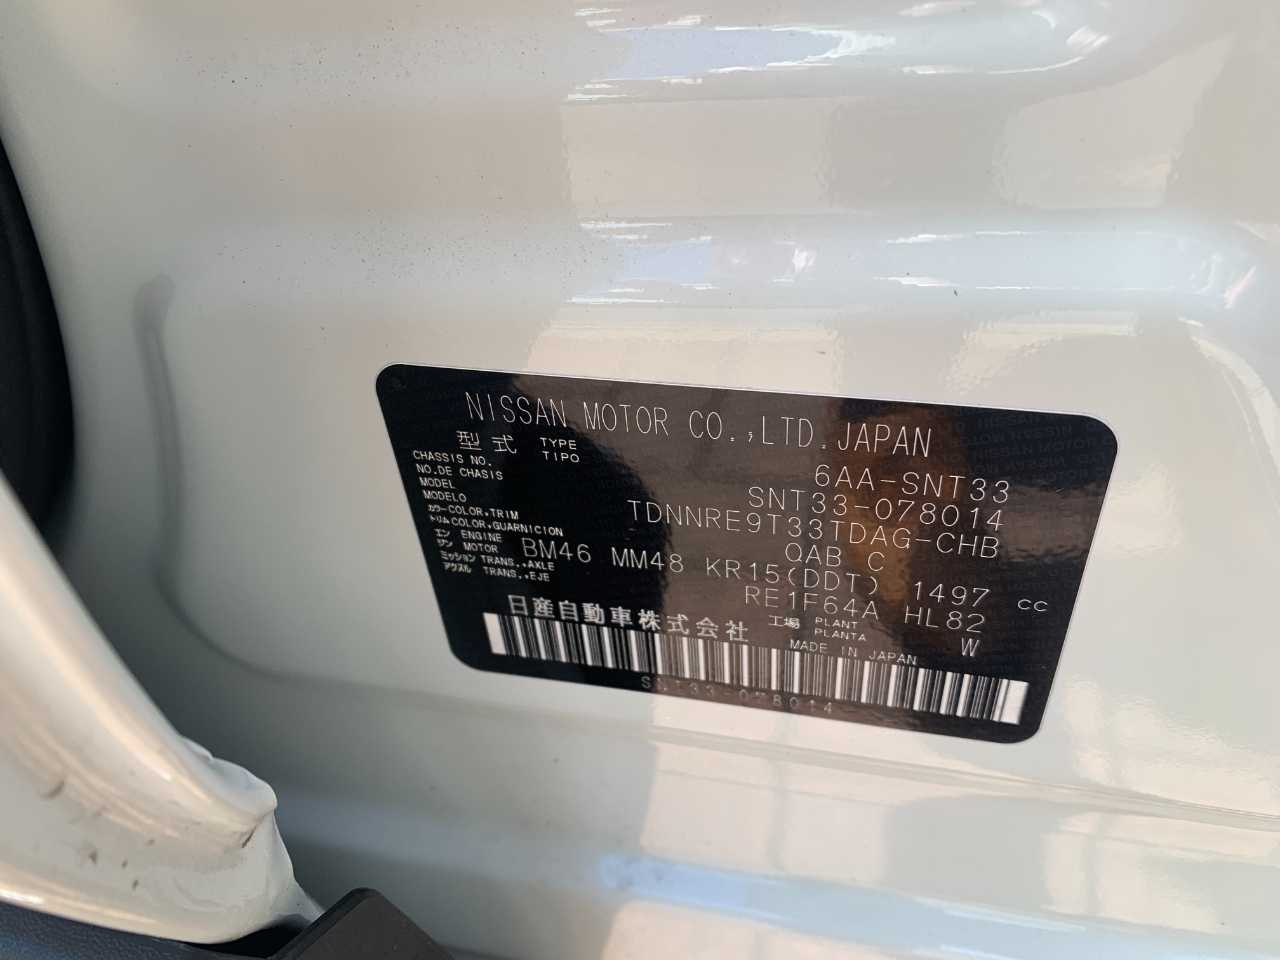 NISSAN MOTOR CO.,LTD.JAPAN
型式 TYPE TIPO 6AA-SNT33
CHASSIS NO. NO.DE CHASIS SNT33-078014
MODEL MODELO TDNNRE9T33TDAG-CHB
カラー COLOR,TRIM トリム COLOR,GUARNICION QAB C
エンジン ENGINE MOTOR BM46 MM48 KR15(DDT) 1497 cc
ミッション TRANS.,AXLE アクスル TRANS.,EJE RE1F64A HL82
日産自動車株式会社 工場 PLANT PLANTA W
MADE IN JAPAN
SNT33-078014